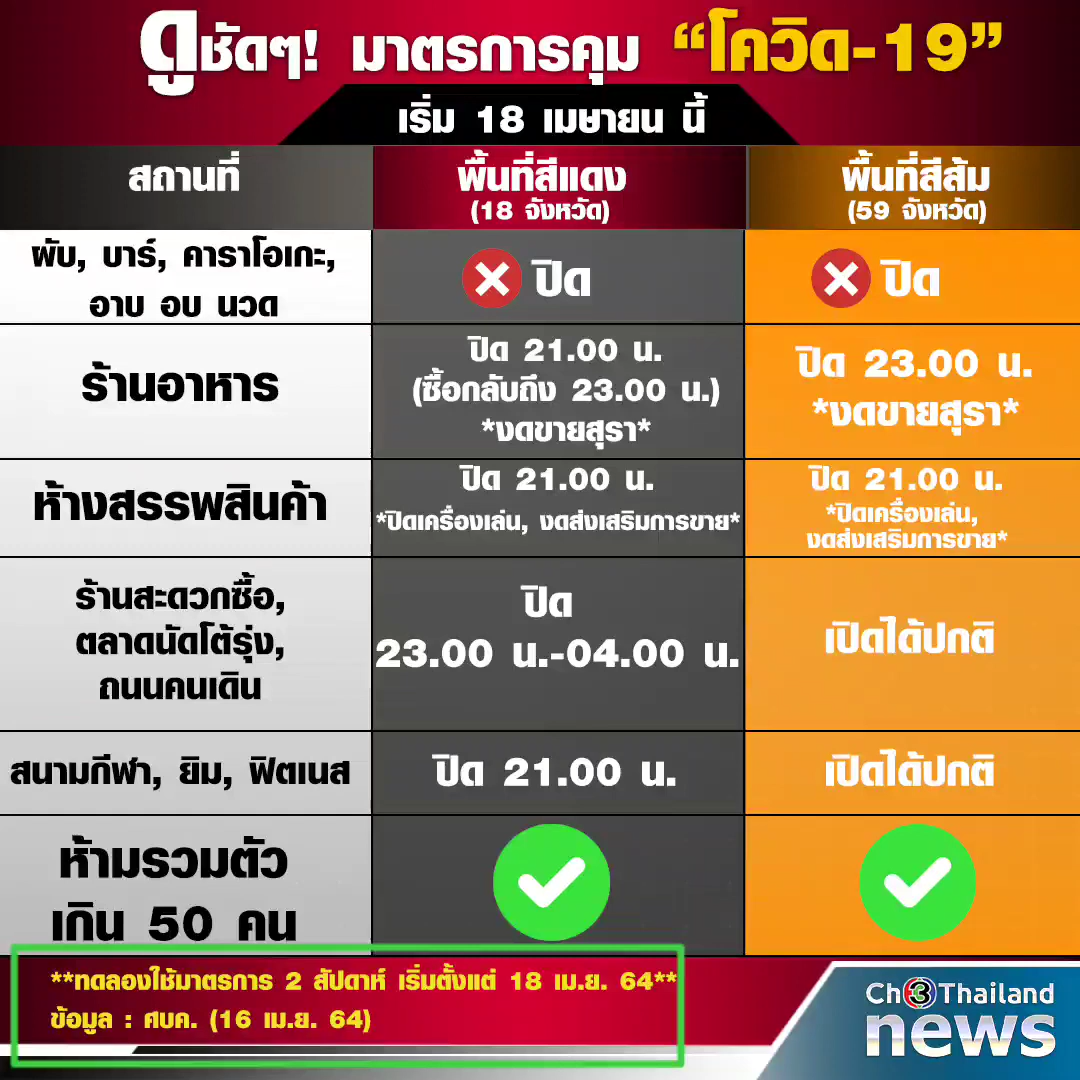 ดูชัดๆ! มาตรการคุม “โควิด-19”
เริ่ม 18 เมษายน นี้
สถานที่
พื้นที่สีแดง
(18 จังหวัด)
พื้นที่สีส้ม
(59 จังหวัด)
ผับ, บาร์, คาราโอเกะ,
อาบ อบ นวด
ปิด
ปิด
ร้านอาหาร
ปิด 21.00 น.
(ซื้อกลับถึง 23.00 น.)
*งดขายสุรา*
ปิด 23.00 น.
*งดขายสุรา*
ห้างสรรพสินค้า
ปิด 21.00 น.
*ปิดเครื่องเล่น, งดส่งเสริมการขาย*
ปิด 21.00 น.
*ปิดเครื่องเล่น,
งดส่งเสริมการขาย*
ร้านสะดวกซื้อ,
ตลาดนัดโต้รุ่ง,
ถนนคนเดิน
ปิด
23.00 น.-04.00 น.
เปิดได้ปกติ
สนามกีฬา, ยิม, ฟิตเนส
ปิด 21.00 น.
เปิดได้ปกติ
ห้ามรวมตัว
เกิน 50 คน
**ทดลองใช้มาตรการ 2 สัปดาห์ เริ่มตั้งแต่ 18 เม.ย. 64**
ข้อมูล : ศบค. (16 เม.ย. 64)
Ch3Thailand
news